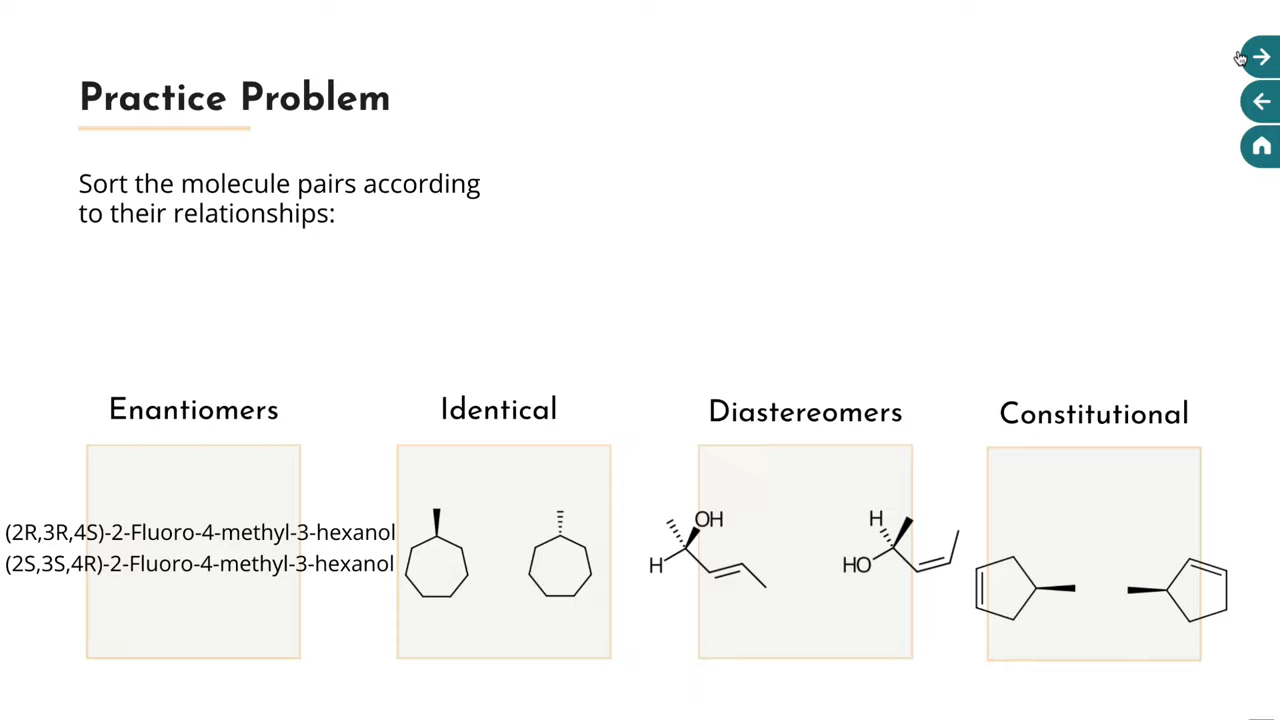 Practice Problem
Sort the molecule pairs according
to their relationships:
Enantiomers
Identical
Diastereomers
Constitutional
(2R,3R,4S)-2-Fluoro-4-methyl-3-hexanol
(2S,3S,4R)-2-Fluoro-4-methyl-3-hexanol
OH
H
H
HO